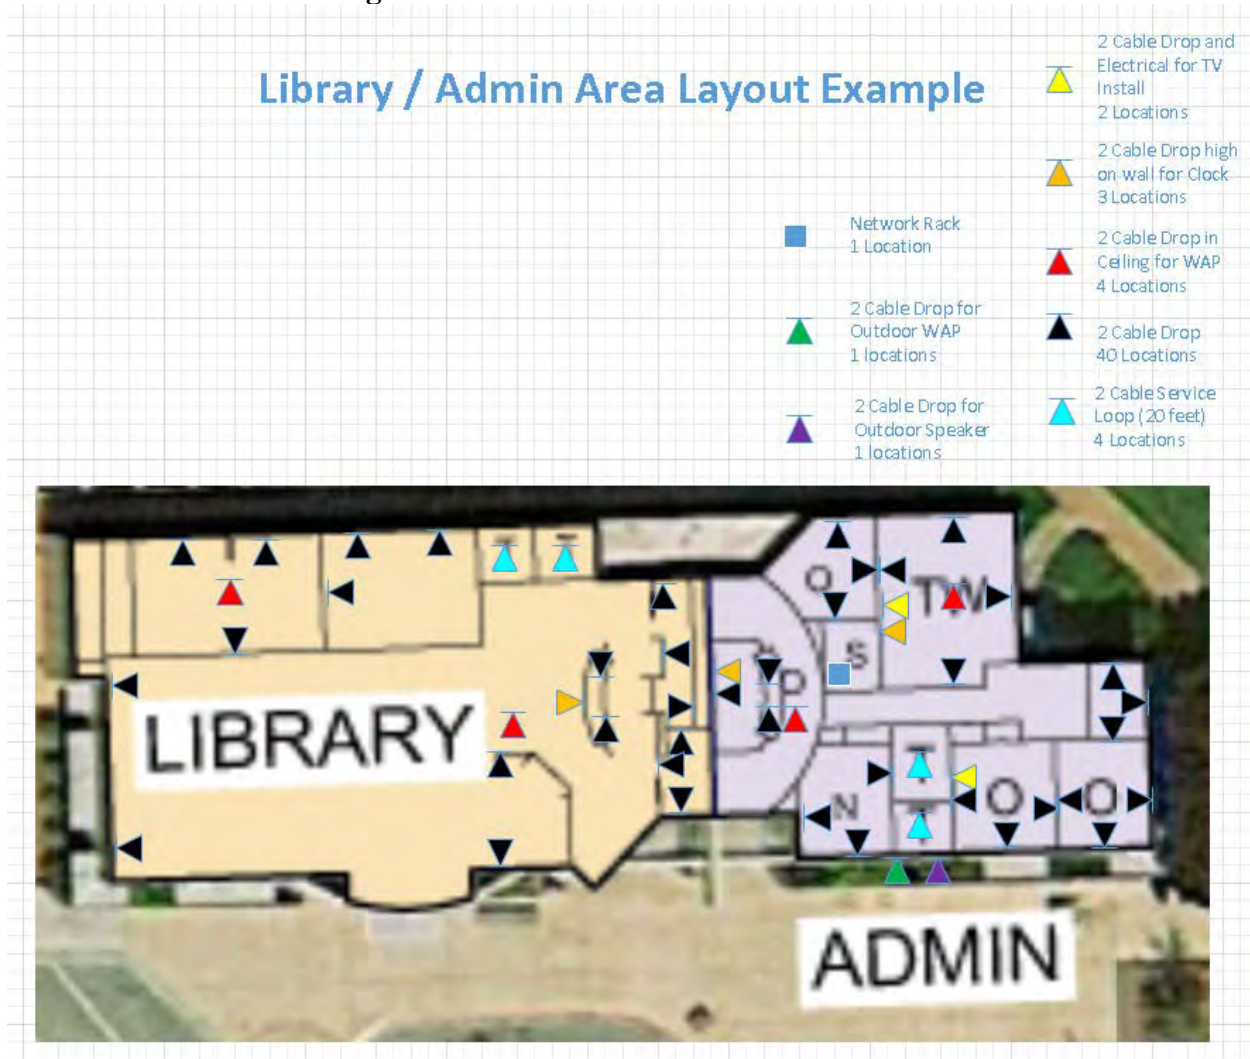 Library / Admin Area Layout Example
2 Cable Drop and
Electrical for TV
Install
2 Locations
2 Cable Drop high
on wall for Clock
3 Locations
Network Rack
1 Location
2 Cable Drop in
Ceiling for WAP
4 Locations
2 Cable Drop for
Outdoor WAP
1 locations
2 Cable Drop
40 Locations
2 Cable Drop for
Outdoor Speaker
1 locations
2 Cable Service
Loop (20 feet)
4 Locations
O
TW
S
P
LIBRARY
N
O
O
ADMIN